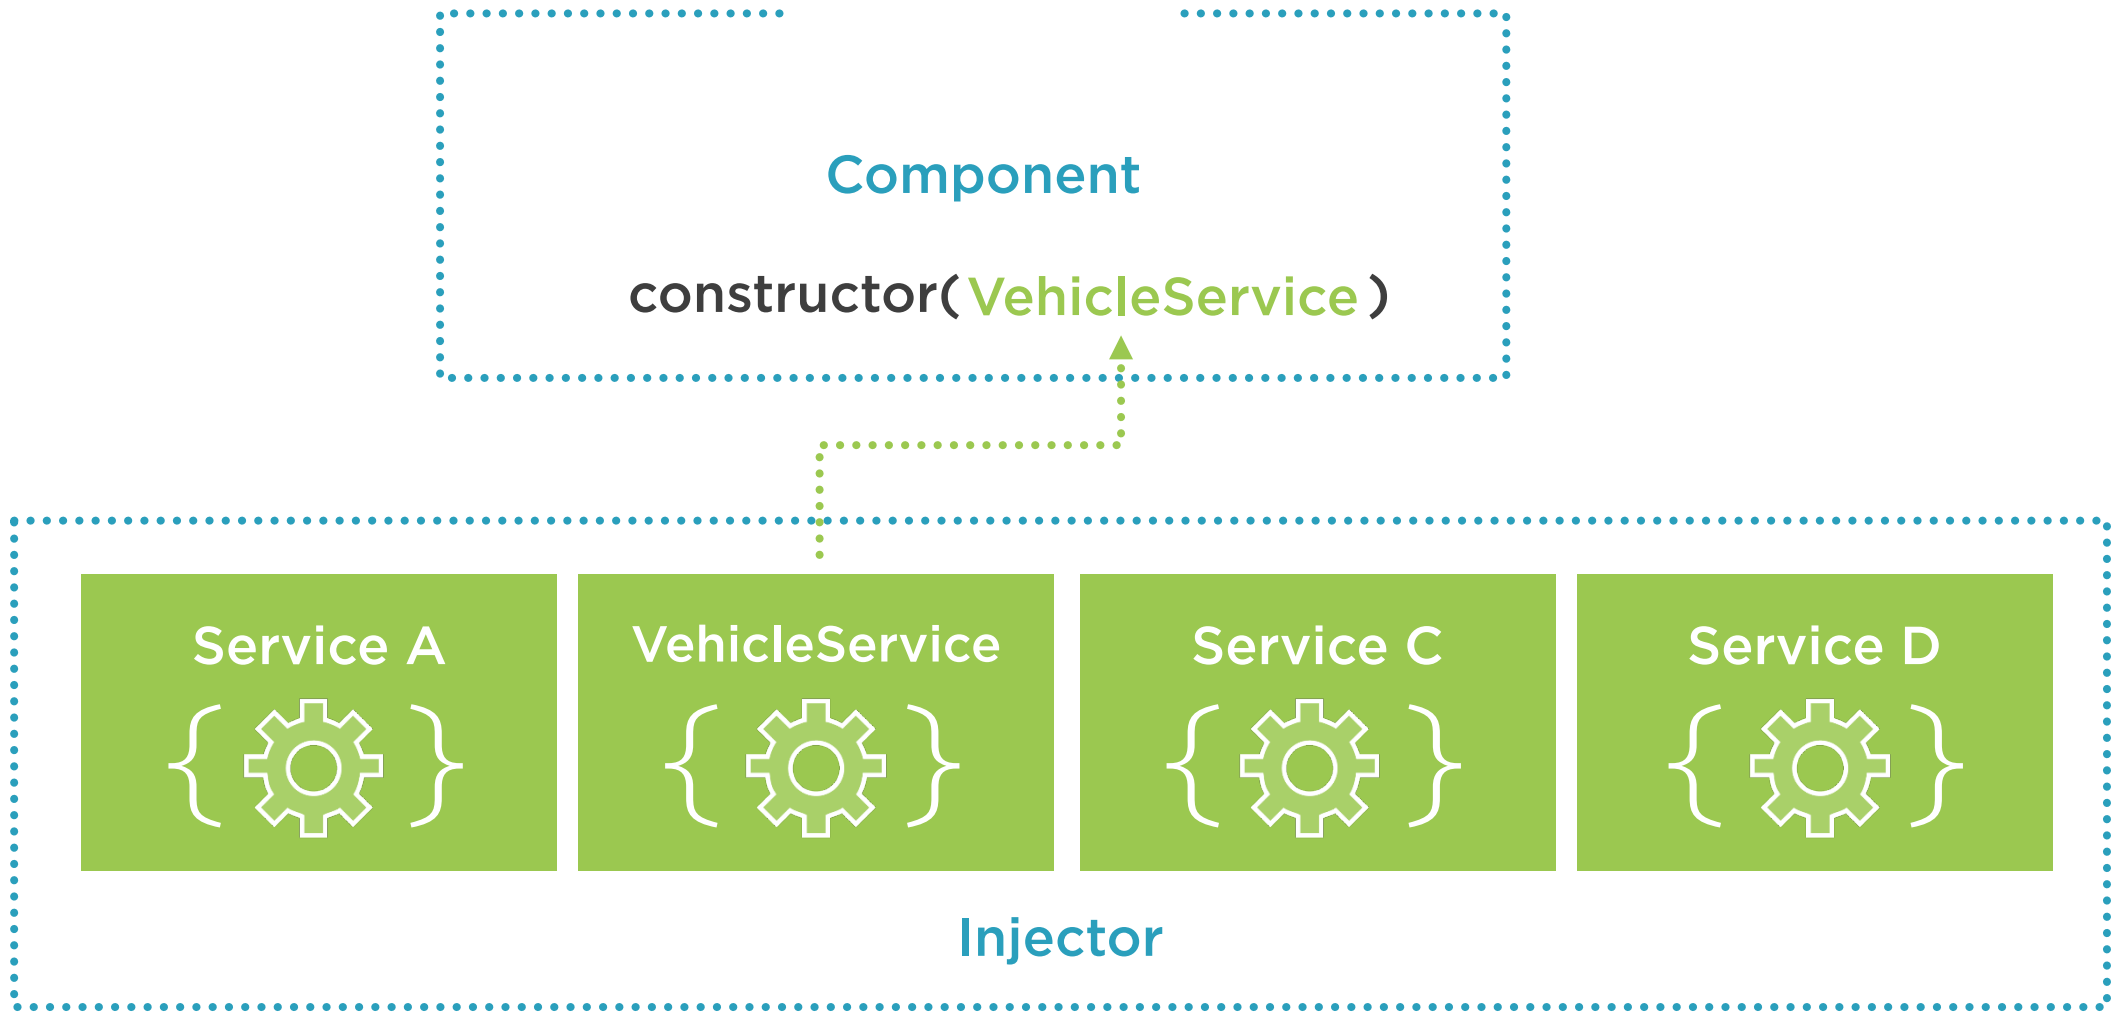 Component
constructor(VehicleService)
Service A
VehicleService
Service C
Service D
Injector